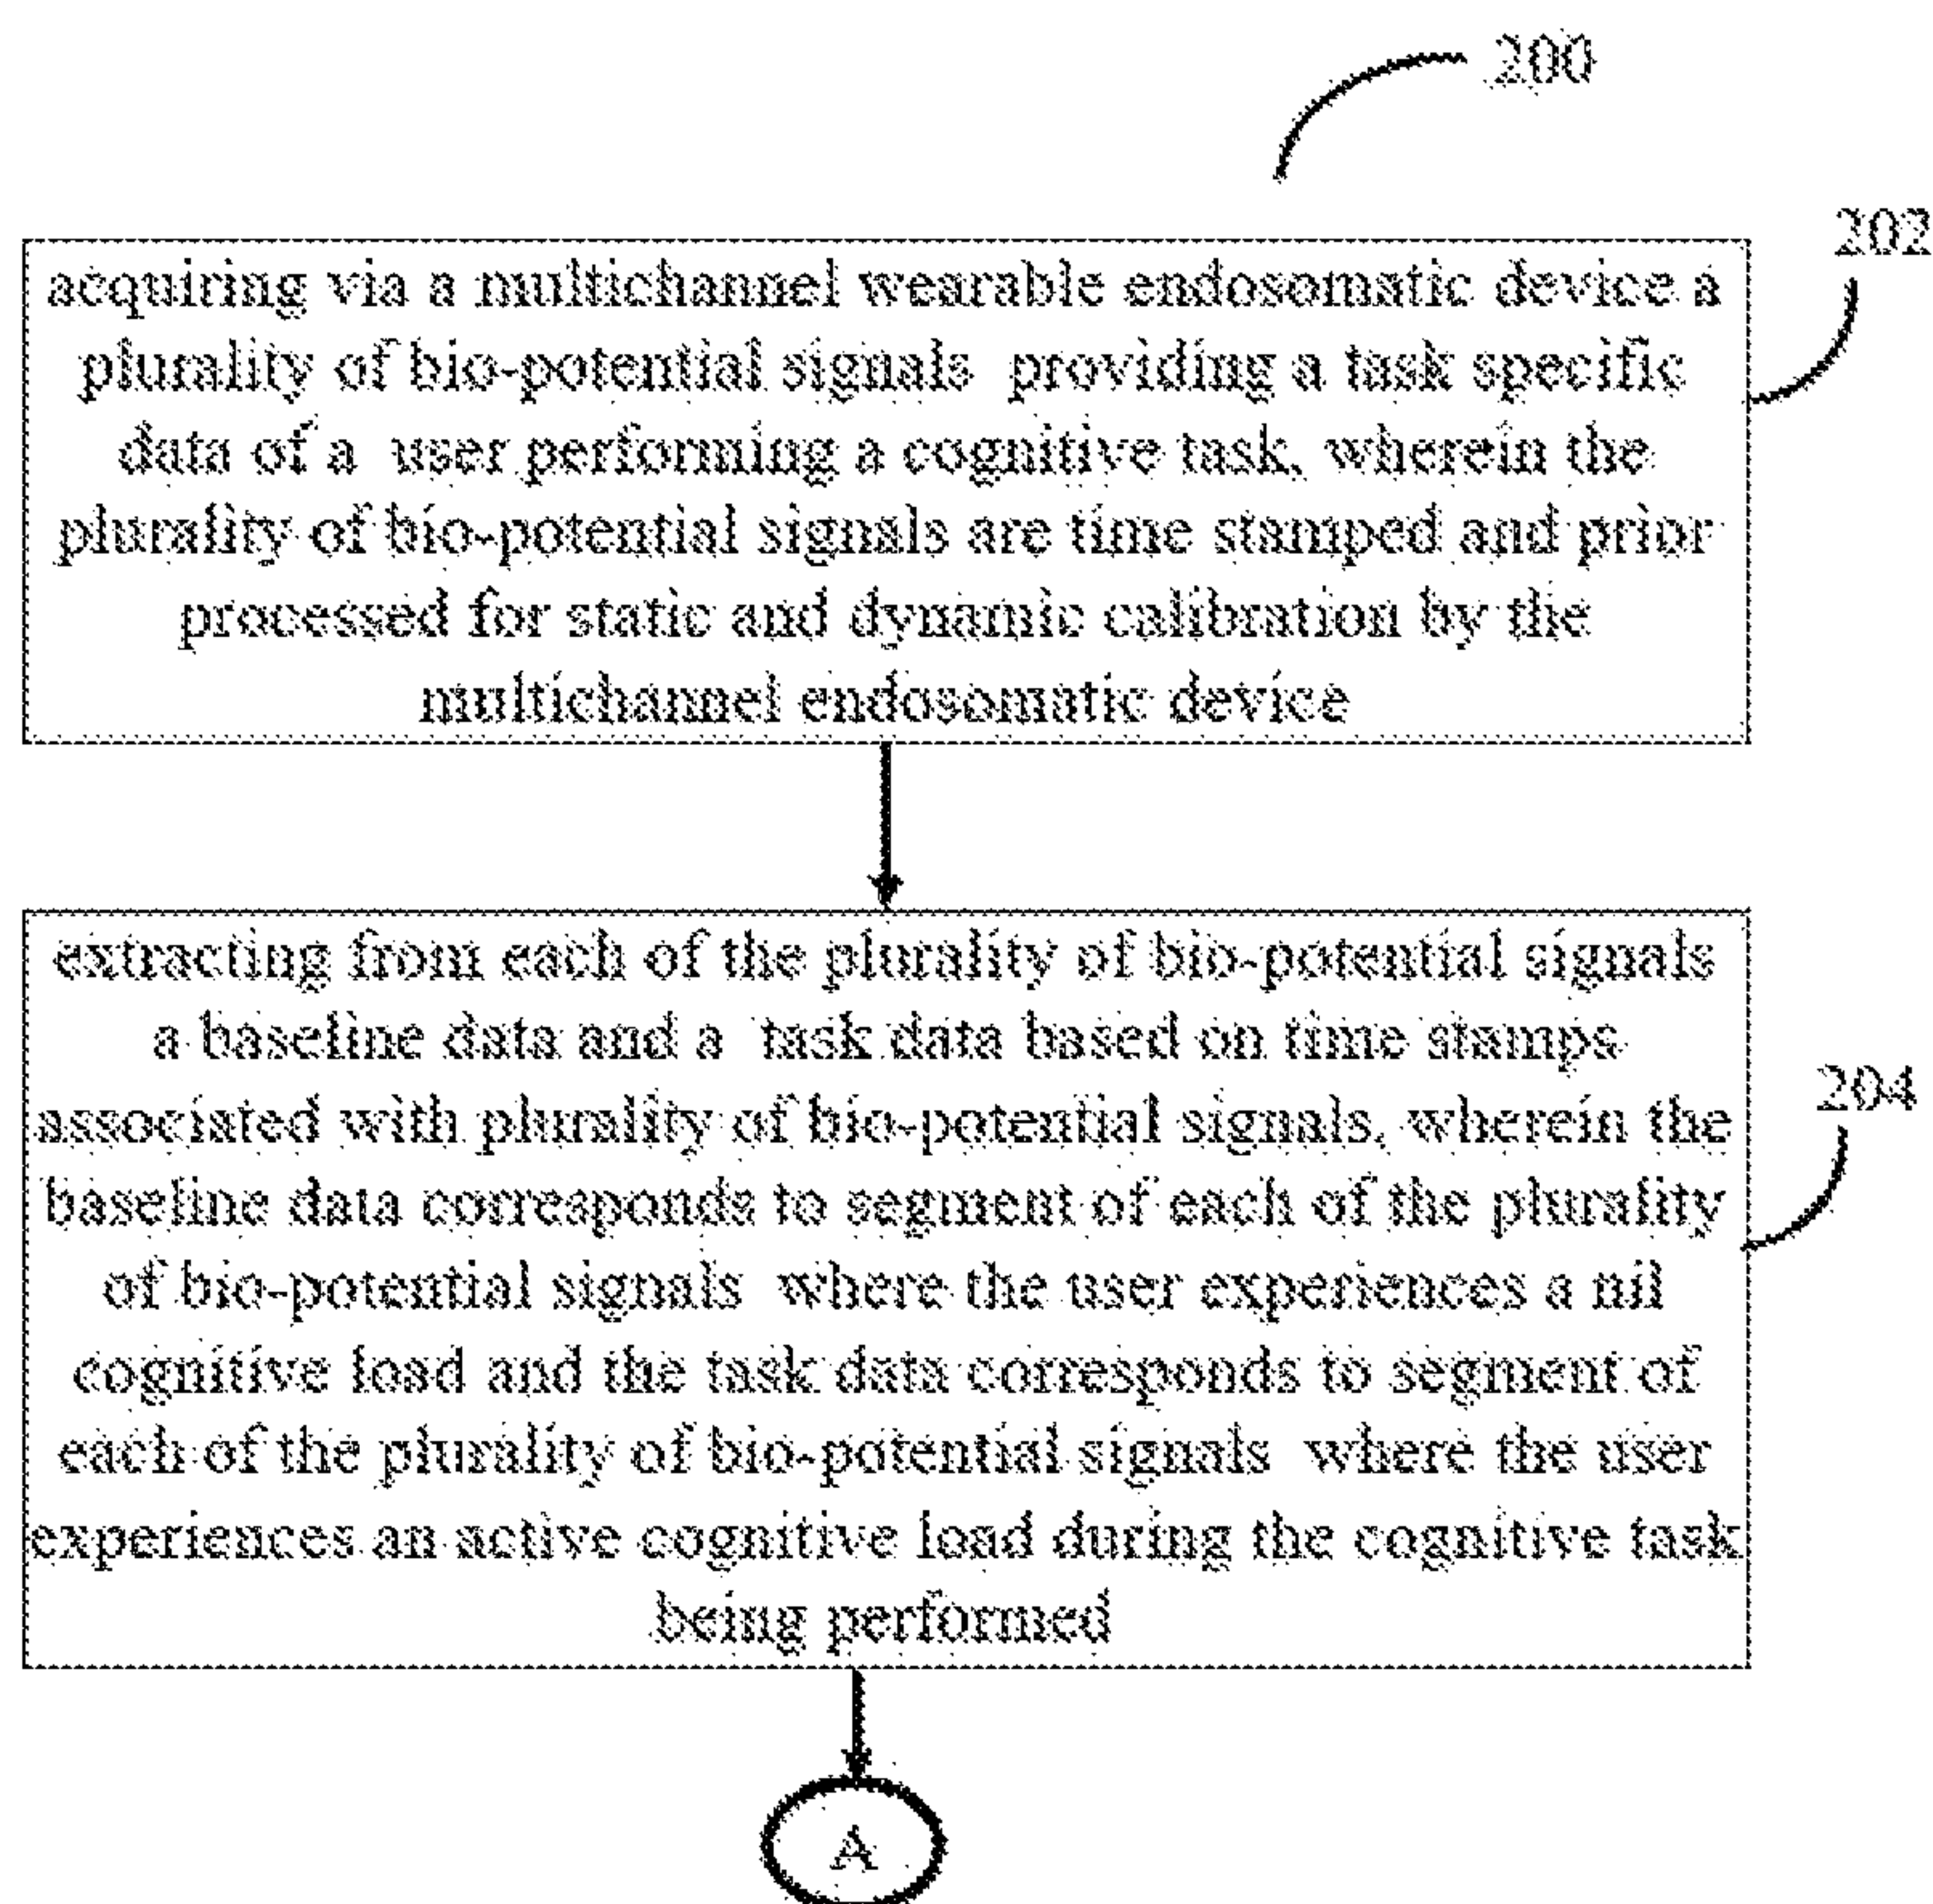 200
202
acquiring via a multichannel wearable endosomatic device a
plurality of bio-potential signals providing a task specific
data of a user performing a cognitive task, wherein the
plurality of bio-potential signals are time stamped and prior
processed for static and dynamic calibration by the
multichannel endosomatic device
204
extracting from each of the plurality of bio-potential signals
a baseline data and a task data based on time stamps
associated with plurality of bio-potential signals, wherein the
baseline data corresponds to segment of each of the plurality
of bio-potential signals where the user experiences a nil
cognitive load and the task data corresponds to segment of
each of the plurality of bio-potential signals where the user
experiences an active cognitive load during the cognitive task
being performed
A